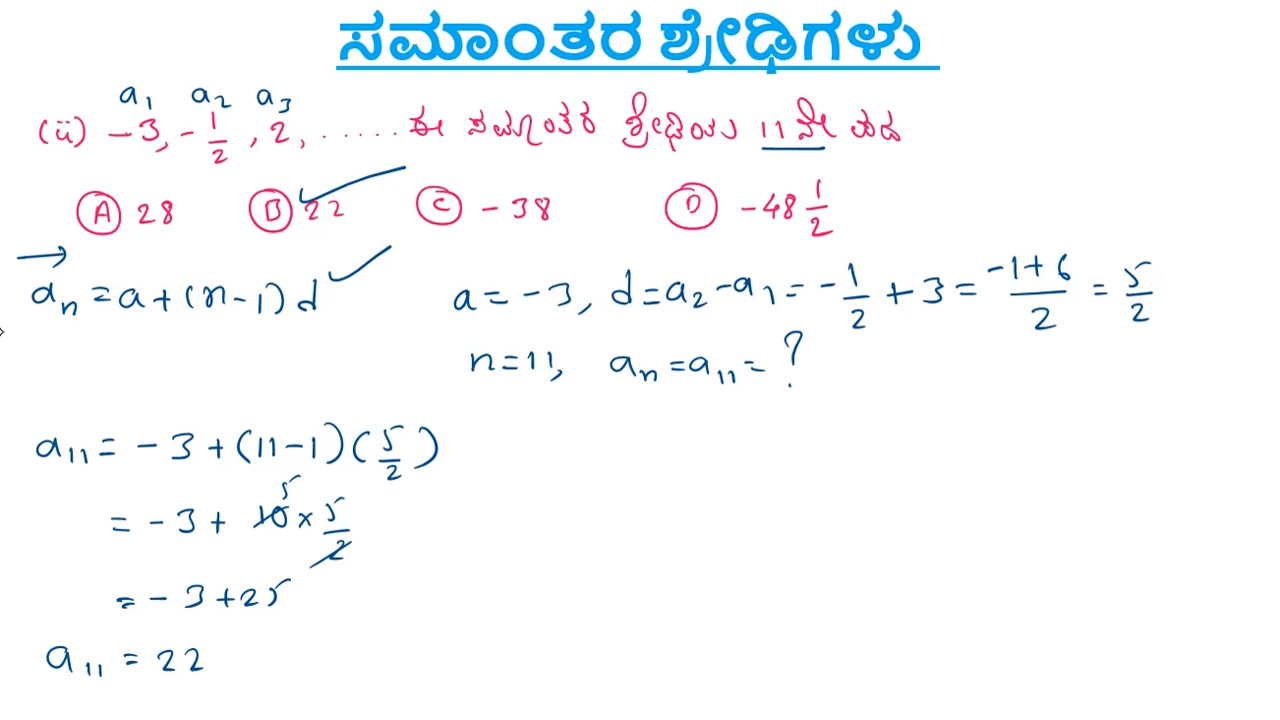 ಸಮಾಂತರ ಶ್ರೇಢಿಗಳು
a₁ a₂ a₃
(ii) -3, -1/2, 2, ..... ಈ ಸಮಾಂತರ ಶ್ರೇಢಿಯ 11ನೇ ಪದ
(A) 28 (B) 22 (C) -38 (D) -48 1/2
aₙ = a + (n-1) d
a = -3, d = a₂ - a₁ = -1/2 + 3 = (-1+6)/2 = 5/2
n = 11, aₙ = a₁₁ = ?
a₁₁ = -3 + (11-1)(5/2)
5
= -3 + 10 × 5/2
= -3 + 25
a₁₁ = 22